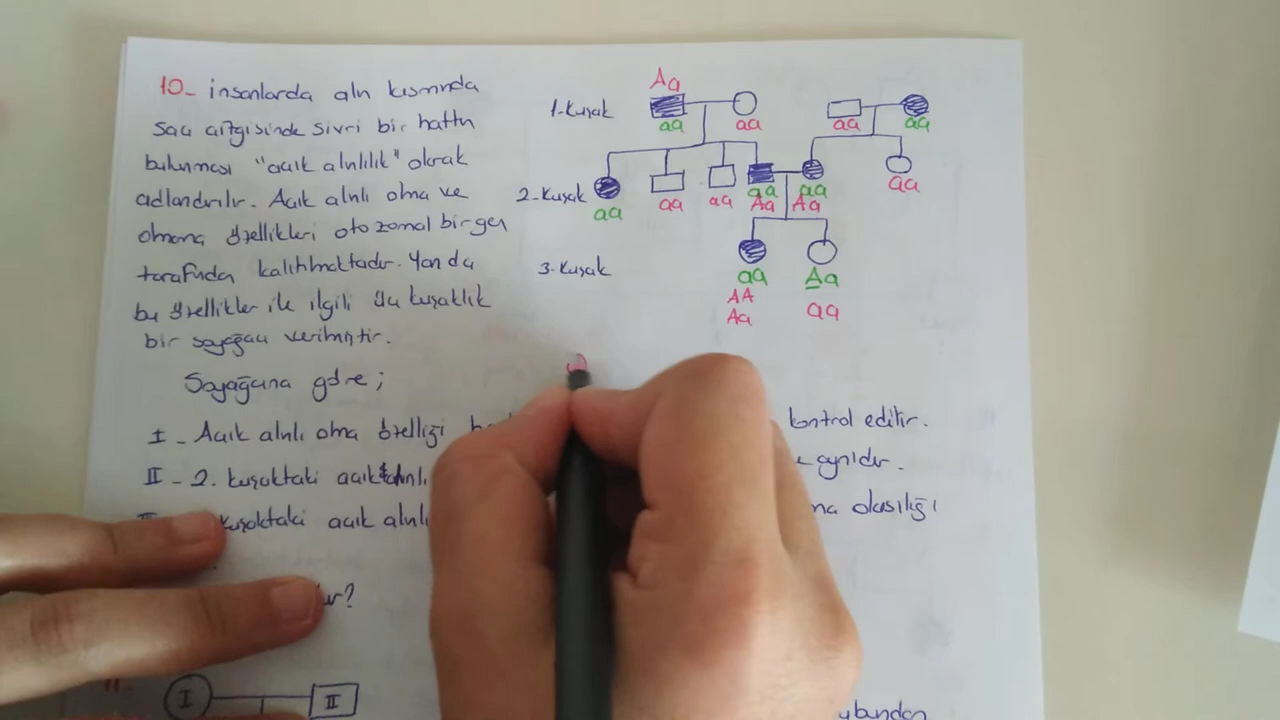 10- insanlarda alın kısmında
saç çizgisinde sivri bir hattın
bulunması "açık alınlılık" olarak
adlandırılır. Açık alınlı olma ve
olmama özellikleri otozomal bir gen
tarafından kalıtılmaktadır. Yanda
bu özellikler ile ilgili üç kuşaklık
bir soyağacı verilmiştir.
Soyağacına göre;
I - Açık alınlı olma özelliği
kontrol edilir.
II - 2. kuşaktaki açık alınlı
aynıdır.
kuşaktaki açık alınlı
olasılığı
?
1-Kuşak
Aa
aa
aa
aa
aa
2-Kuşak
aa
aa
aa
aa
Aa
aa
Aa
aa
3-Kuşak
aa
AA
Aa
Aa
aa
11-
I
II